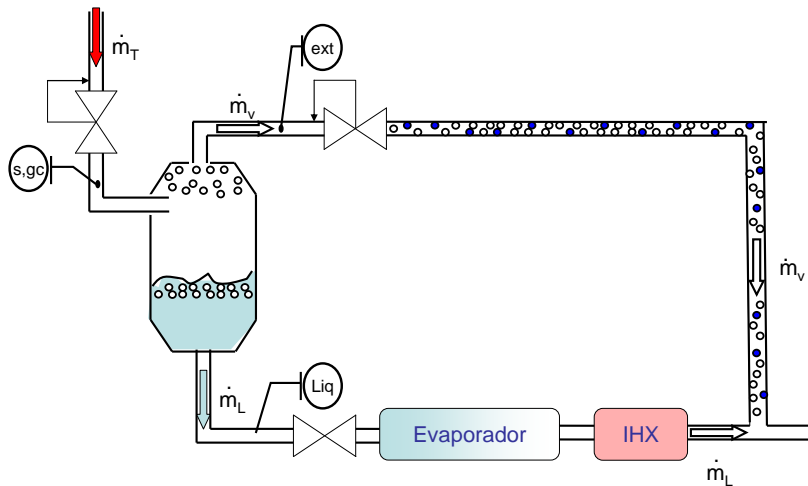 ṁT
ext
ṁv
s,gc
ṁv
ṁL
Liq
Evaporador
IHX
ṁL